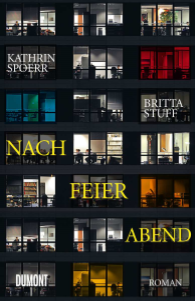 KATHRIN
SPOERR
BRITTA
STUFF
NACH
FEIER
ABEND
DUMONT
ROMAN